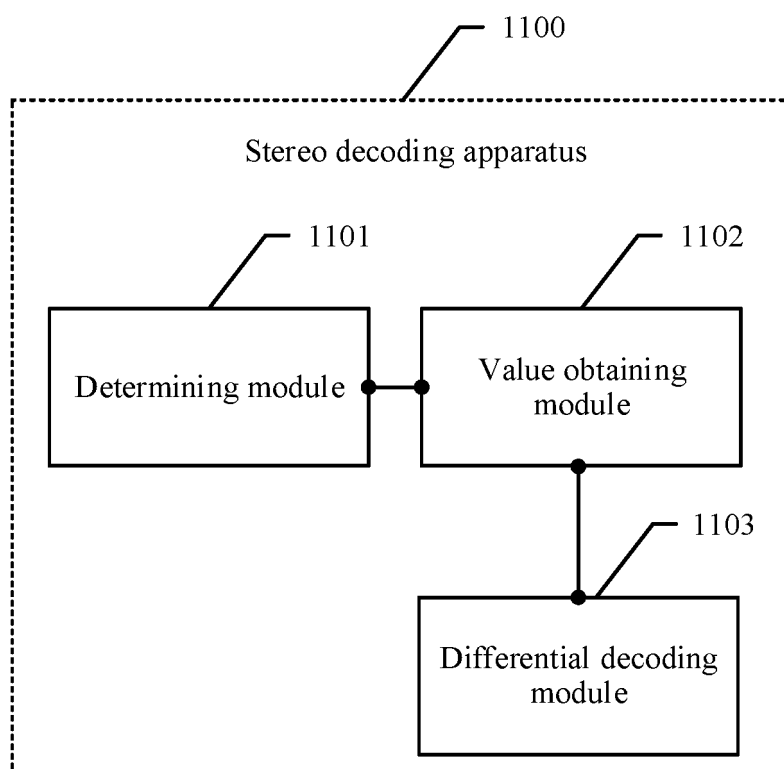 1100
Stereo decoding apparatus
1101
1102
Determining module
Value obtaining
module
1103
Differential decoding
module